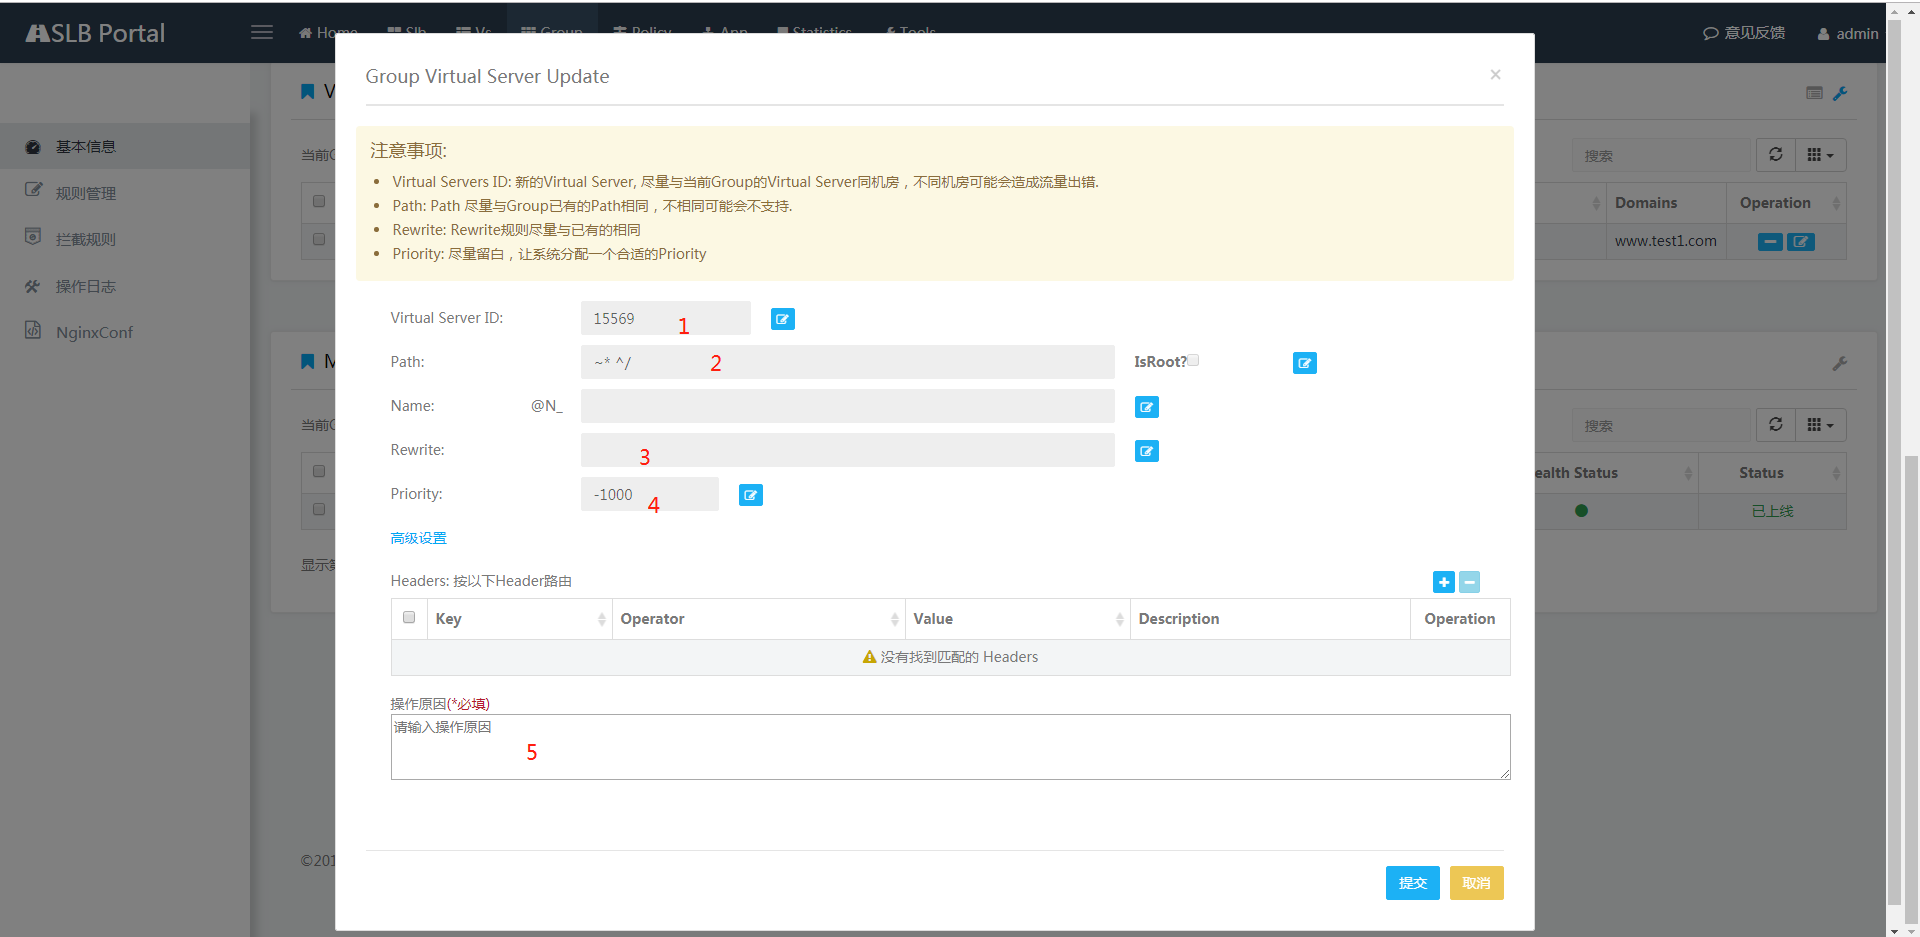 SLB Portal
Home Slb Vs Group Policy App Statistics Tools
意见反馈 admin
基本信息
规则管理
拦截规则
操作日志
NginxConf
Group Virtual Server Update
×
注意事项:
Virtual Servers ID: 新的Virtual Server, 尽量与当前Group的Virtual Server同机房，不同机房可能会造成流量出错.
Path: Path 尽量与Group已有的Path相同，不相同可能会不支持.
Rewrite: Rewrite规则尽量与已有的相同
Priority: 尽量留白，让系统分配一个合适的Priority
Virtual Server ID: 15569 1
Path: ~* ^/ 2 IsRoot?
Name: @N_
Rewrite: 3
Priority: -1000 4
高级设置
Headers: 按以下Header路由
Key Operator Value Description Operation
没有找到匹配的 Headers
操作原因(*必填)
请输入操作原因
5
提交 取消
V
当前
搜索
Domains Operation
www.test1.com
M
当前
搜索
ealth Status Status
已上线
显示
©201